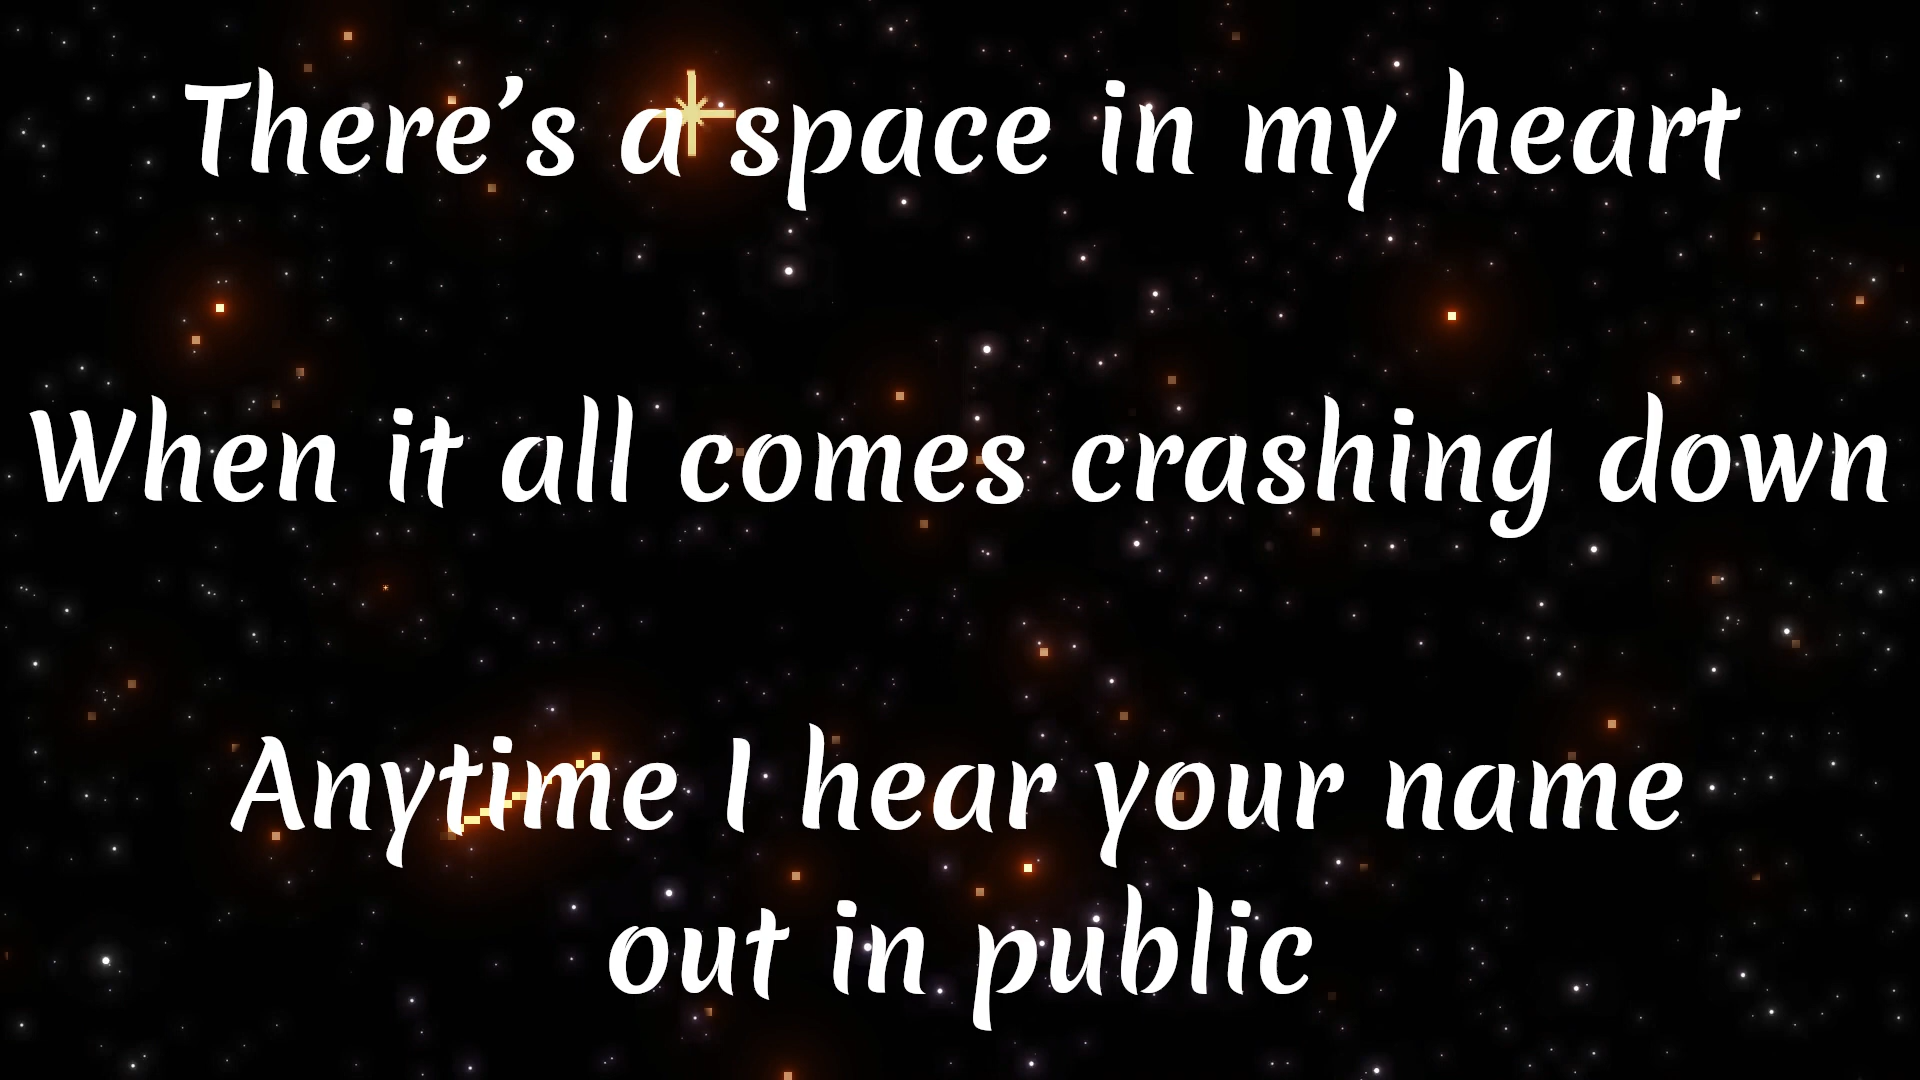 There’s a space in my heart
When it all comes crashing down
Anytime I hear your name
out in public